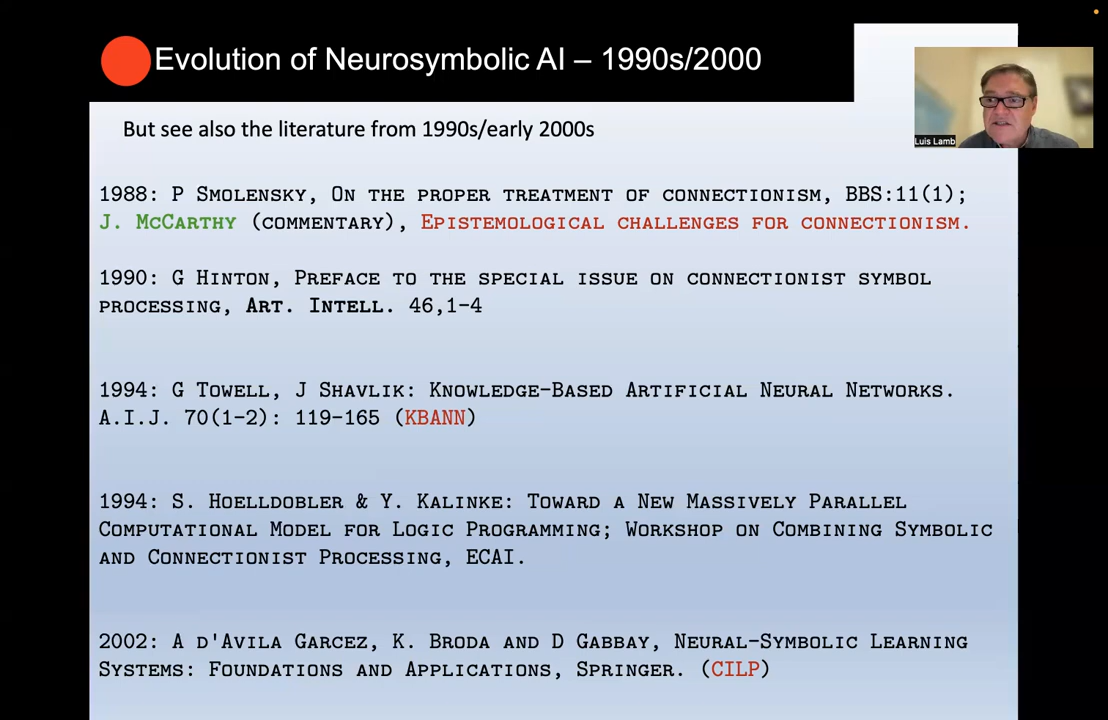 Evolution of Neurosymbolic AI – 1990s/2000
Luis Lamb
But see also the literature from 1990s/early 2000s
1988: P Smolensky, On the proper treatment of connectionism, BBS:11(1);
J. McCarthy (commentary), Epistemological challenges for connectionism.
1990: G Hinton, Preface to the special issue on connectionist symbol
processing, Art. Intell. 46,1-4
1994: G Towell, J Shavlik: Knowledge-Based Artificial Neural Networks.
A.I.J. 70(1-2): 119-165 (KBANN)
1994: S. Hoelldobler & Y. Kalinke: Toward a New Massively Parallel
Computational Model for Logic Programming; Workshop on Combining Symbolic
and Connectionist Processing, ECAI.
2002: A d'Avila Garcez, K. Broda and D Gabbay, Neural-Symbolic Learning
Systems: Foundations and Applications, Springer. (CILP)